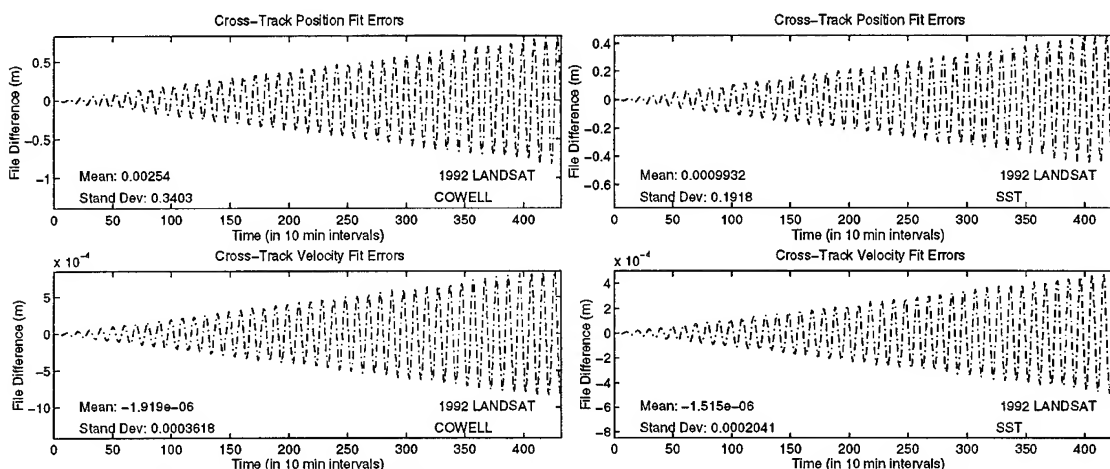 Cross-Track Position Fit Errors
File Difference (m)
0.5
0
-0.5
-1
Mean: 0.00254
Stand Dev: 0.3403
1992 LANDSAT
COWELL
0 50 100 150 200 250 300 350 400
Time (in 10 min intervals)
Cross-Track Position Fit Errors
File Difference (m)
0.4
0.2
0
-0.2
-0.4
-0.6
Mean: 0.0009932
Stand Dev: 0.1918
1992 LANDSAT
SST
0 50 100 150 200 250 300 350 400
Time (in 10 min intervals)
x 10⁻⁴
Cross-Track Velocity Fit Errors
File Difference (m)
5
0
-5
-10
Mean: -1.919e-06
Stand Dev: 0.0003618
1992 LANDSAT
COWELL
0 50 100 150 200 250 300 350 400
Time (in 10 min intervals)
x 10⁻⁴
Cross-Track Velocity Fit Errors
File Difference (m)
4
2
0
-2
-4
-6
-8
Mean: -1.515e-06
Stand Dev: 0.0002041
1992 LANDSAT
SST
0 50 100 150 200 250 300 350 400
Time (in 10 min intervals)